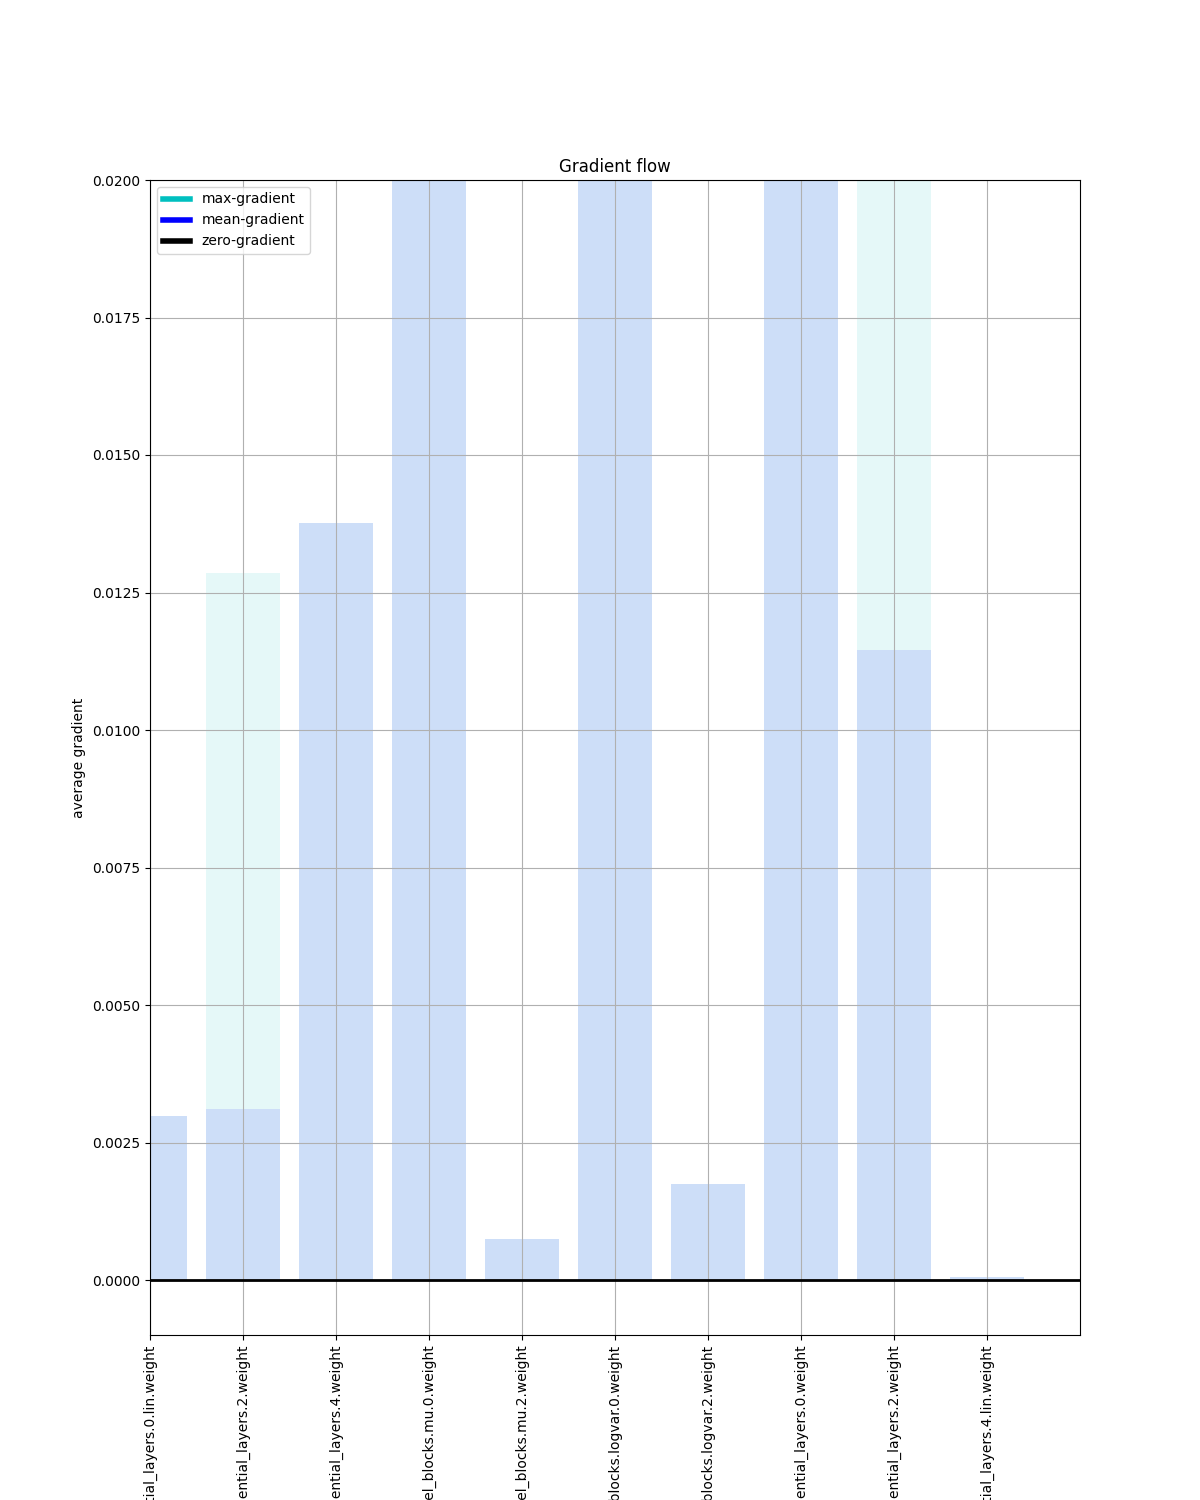 Gradient flow
max-gradient
mean-gradient
zero-gradient
0.0200
0.0175
0.0150
0.0125
0.0100
0.0075
0.0050
0.0025
0.0000
average gradient
tial_layers.0.lin.weight
ential_layers.2.weight
ential_layers.4.weight
el_blocks.mu.0.weight
el_blocks.mu.2.weight
blocks.logvar.0.weight
blocks.logvar.2.weight
ential_layers.0.weight
ential_layers.2.weight
tial_layers.4.lin.weight